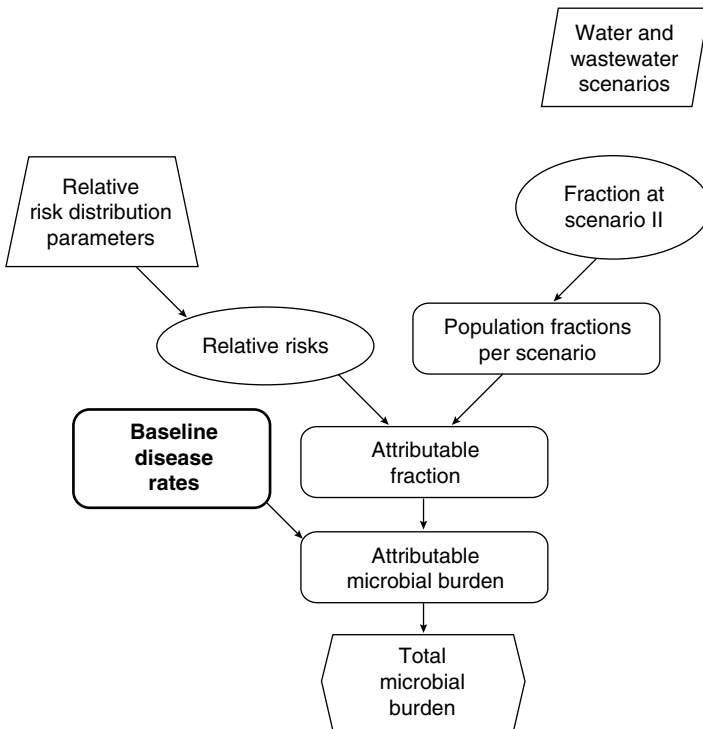 Water and
wastewater
scenarios
Relative
risk distribution
parameters
Fraction at
scenario II
Population fractions
per scenario
Relative risks
Baseline
disease
rates
Attributable
fraction
Attributable
microbial burden
Total
microbial
burden